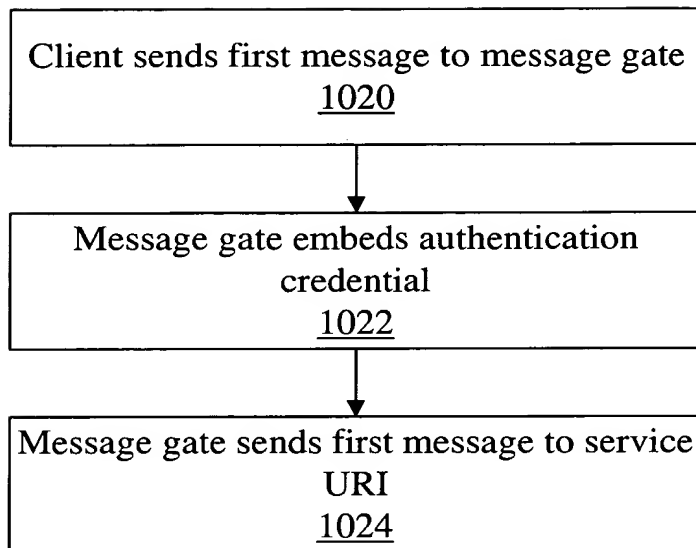 Client sends first message to message gate
1020
Message gate embeds authentication
credential
1022
Message gate sends first message to service
URI
1024